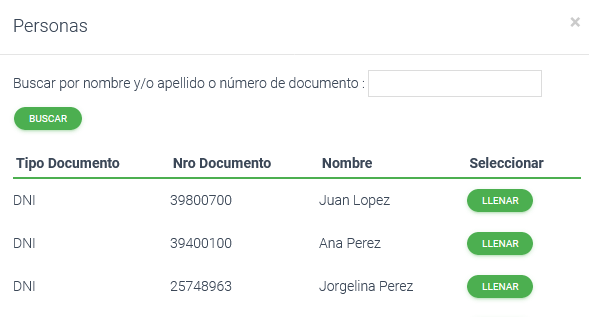 Personas ×
Buscar por nombre y/o apellido o número de documento :
BUSCAR
Tipo Documento Nro Documento Nombre Seleccionar
DNI 39800700 Juan Lopez LLENAR
DNI 39400100 Ana Perez LLENAR
DNI 25748963 Jorgelina Perez LLENAR